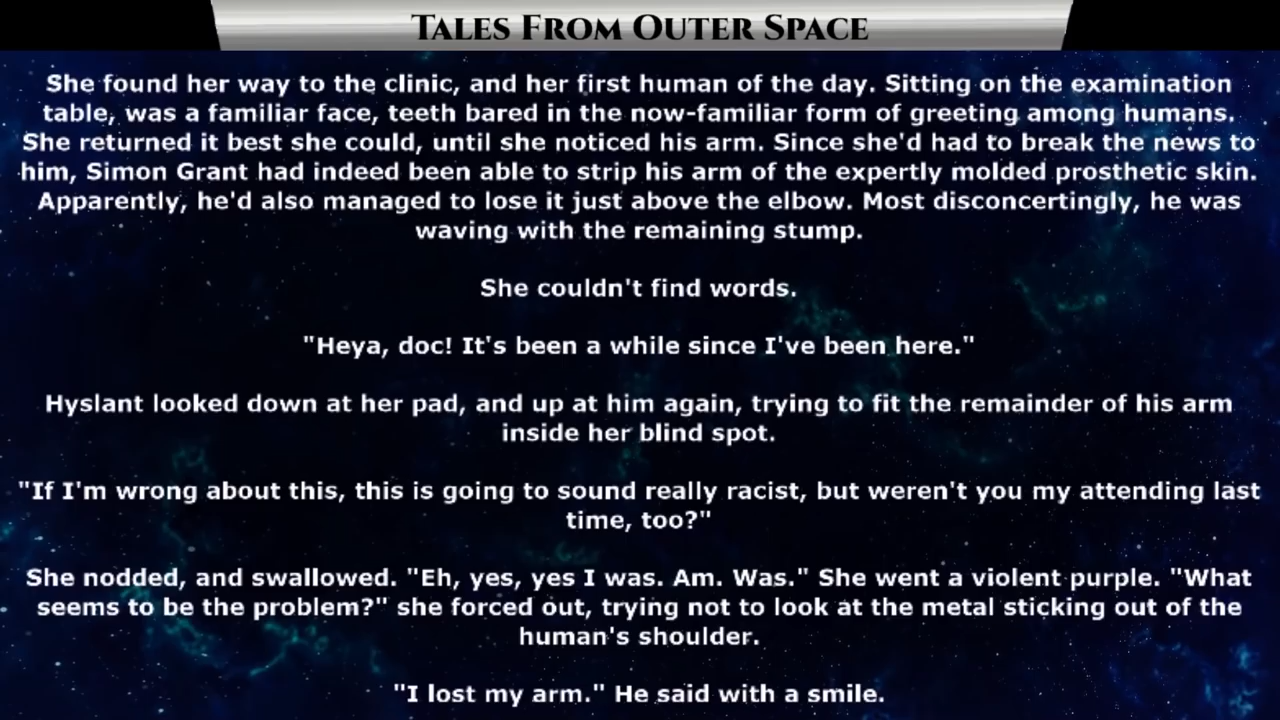 Tales From Outer Space
She found her way to the clinic, and her first human of the day. Sitting on the examination
table, was a familiar face, teeth bared in the now-familiar form of greeting among humans.
She returned it best she could, until she noticed his arm. Since she'd had to break the news to
him, Simon Grant had indeed been able to strip his arm of the expertly molded prosthetic skin.
Apparently, he'd also managed to lose it just above the elbow. Most disconcertingly, he was
waving with the remaining stump.
She couldn't find words.
"Heya, doc! It's been a while since I've been here."
Hyslant looked down at her pad, and up at him again, trying to fit the remainder of his arm
inside her blind spot.
"If I'm wrong about this, this is going to sound really racist, but weren't you my attending last
time, too?"
She nodded, and swallowed. "Eh, yes, yes I was. Am. Was." She went a violent purple. "What
seems to be the problem?" she forced out, trying not to look at the metal sticking out of the
human's shoulder.
"I lost my arm." He said with a smile.